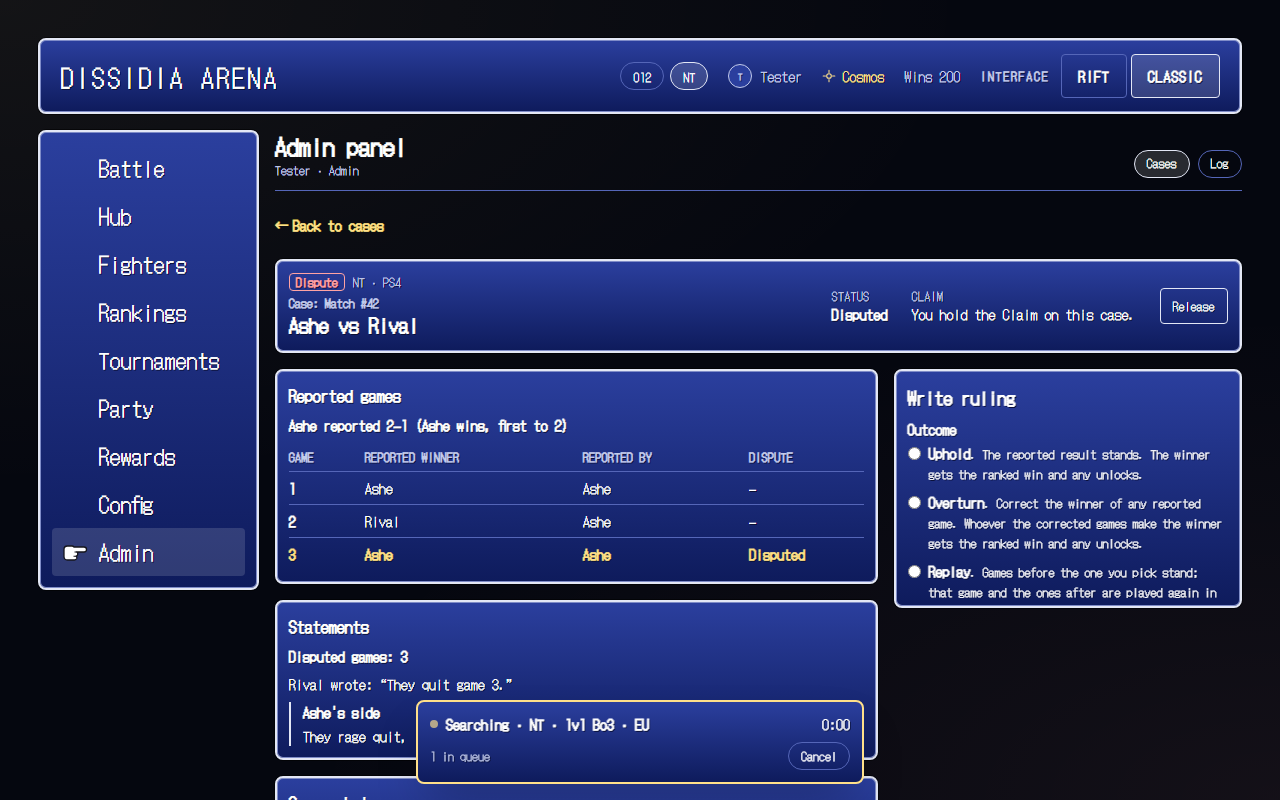 DISSIDIA ARENA
012 NT T Tester Cosmos Wins 200 INTERFACE RIFT CLASSIC
Battle
Hub
Fighters
Rankings
Tournaments
Party
Rewards
Config
Admin
Admin panel
Tester · Admin
Cases Log
← Back to cases
Dispute NT · PS4
Case: Match #42
Ashe vs Rival
STATUS
Disputed
CLAIM
You hold the Claim on this case.
Release
Reported games
Ashe reported 2–1 (Ashe wins, first to 2)
GAME REPORTED WINNER REPORTED BY DISPUTE
1 Ashe Ashe –
2 Rival Ashe –
3 Ashe Ashe Disputed
Write ruling
Outcome
Uphold. The reported result stands. The winner
gets the ranked win and any unlocks.
Overturn. Correct the winner of any reported
game. Whoever the corrected games make the winner
gets the ranked win and any unlocks.
Replay. Games before the one you pick stand;
that game and the ones after are played again in
Statements
Disputed games: 3
Rival wrote: “They quit game 3.”
Ashe's side
They rage quit,
Searching · NT · 1v1 Bo3 · EU 0:00
1 in queue Cancel